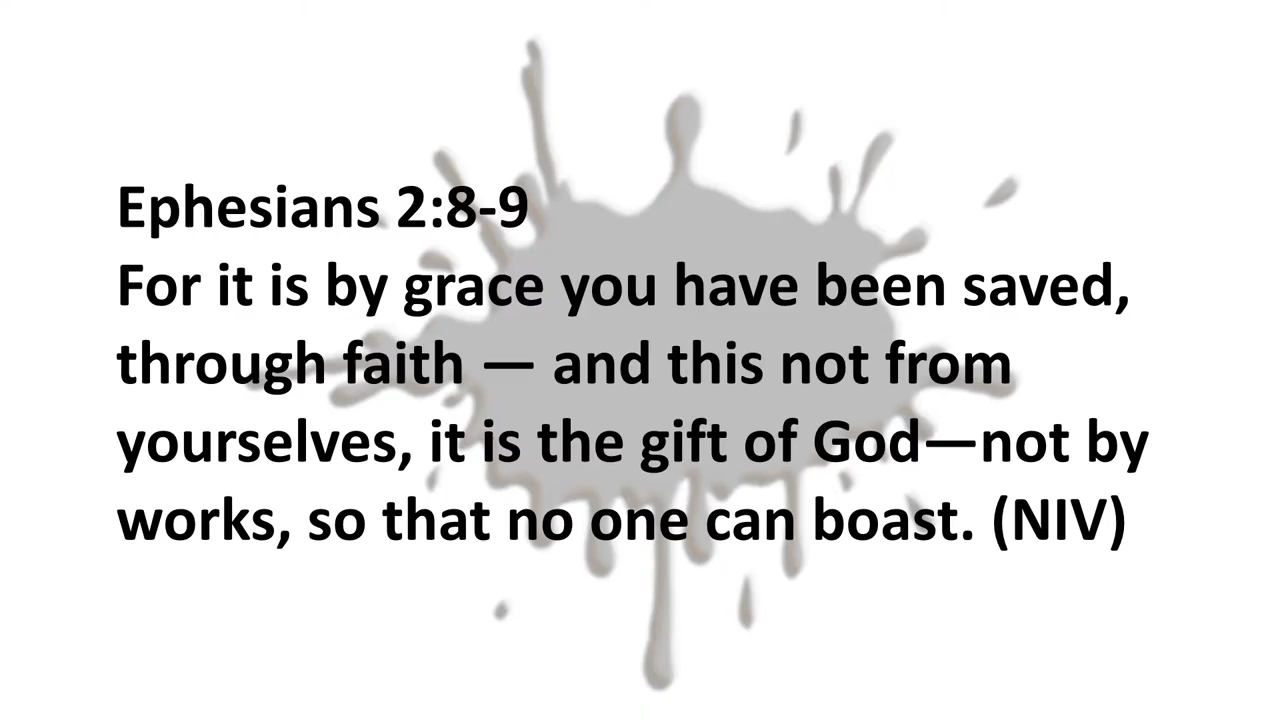 Ephesians 2:8-9
For it is by grace you have been saved,
through faith — and this not from
yourselves, it is the gift of God—not by
works, so that no one can boast. (NIV)